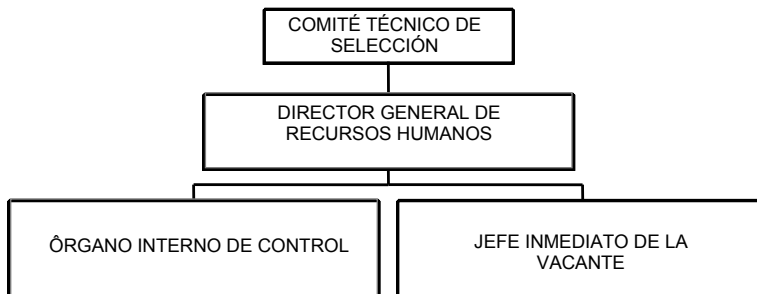 COMITÉ TÉCNICO DE
SELECCIÓN
DIRECTOR GENERAL DE
RECURSOS HUMANOS
ÔRGANO INTERNO DE CONTROL
JEFE INMEDIATO DE LA
VACANTE